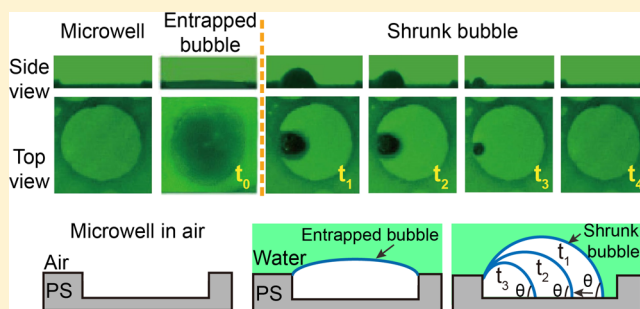 Microwell
Entrapped bubble
Shrunk bubble
Side view
Top view
t0
t1
t2
t3
t4
Microwell in air
Air
PS
Water
PS
Entrapped bubble
Shrunk bubble
t1
t2
t3
θ
θ
θ